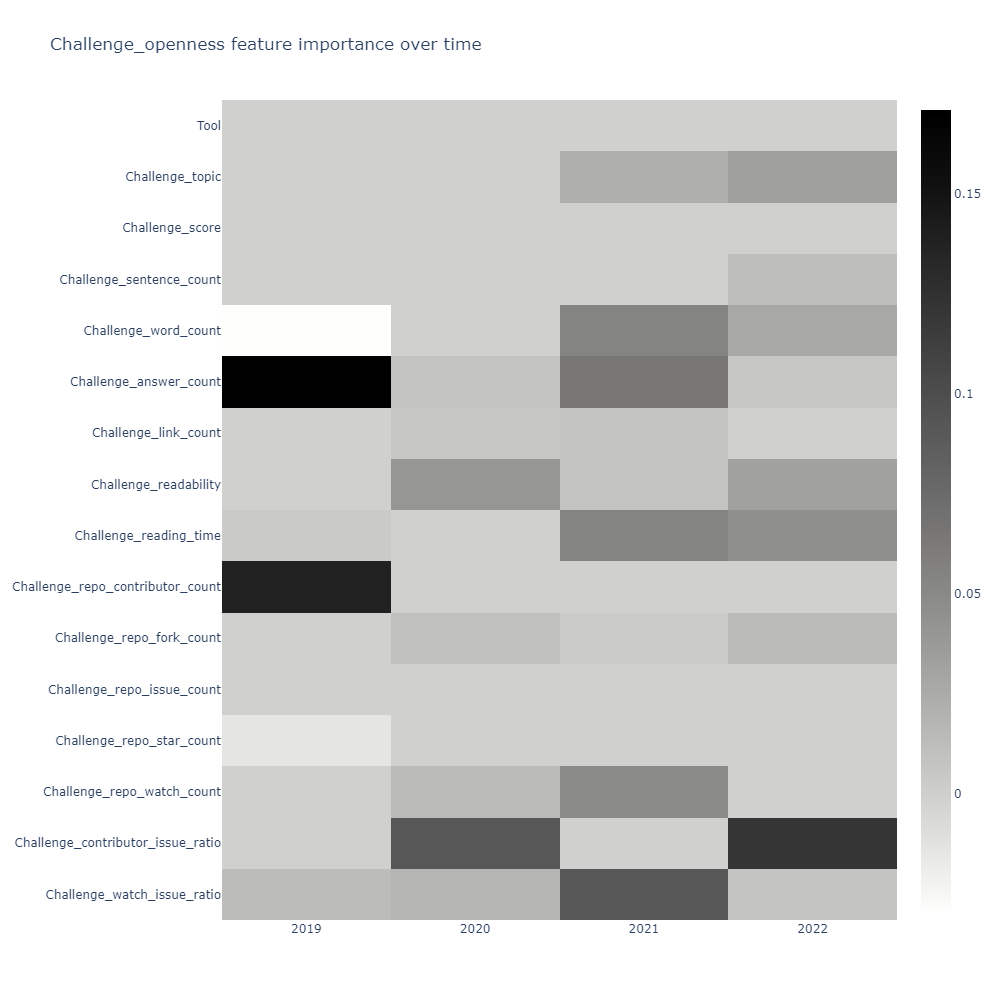 Challenge_openness feature importance over time
Tool
Challenge_topic
Challenge_score
Challenge_sentence_count
Challenge_word_count
Challenge_answer_count
Challenge_link_count
Challenge_readability
Challenge_reading_time
Challenge_repo_contributor_count
Challenge_repo_fork_count
Challenge_repo_issue_count
Challenge_repo_star_count
Challenge_repo_watch_count
Challenge_contributor_issue_ratio
Challenge_watch_issue_ratio
2019 2020 2021 2022
0.15
0.1
0.05
0